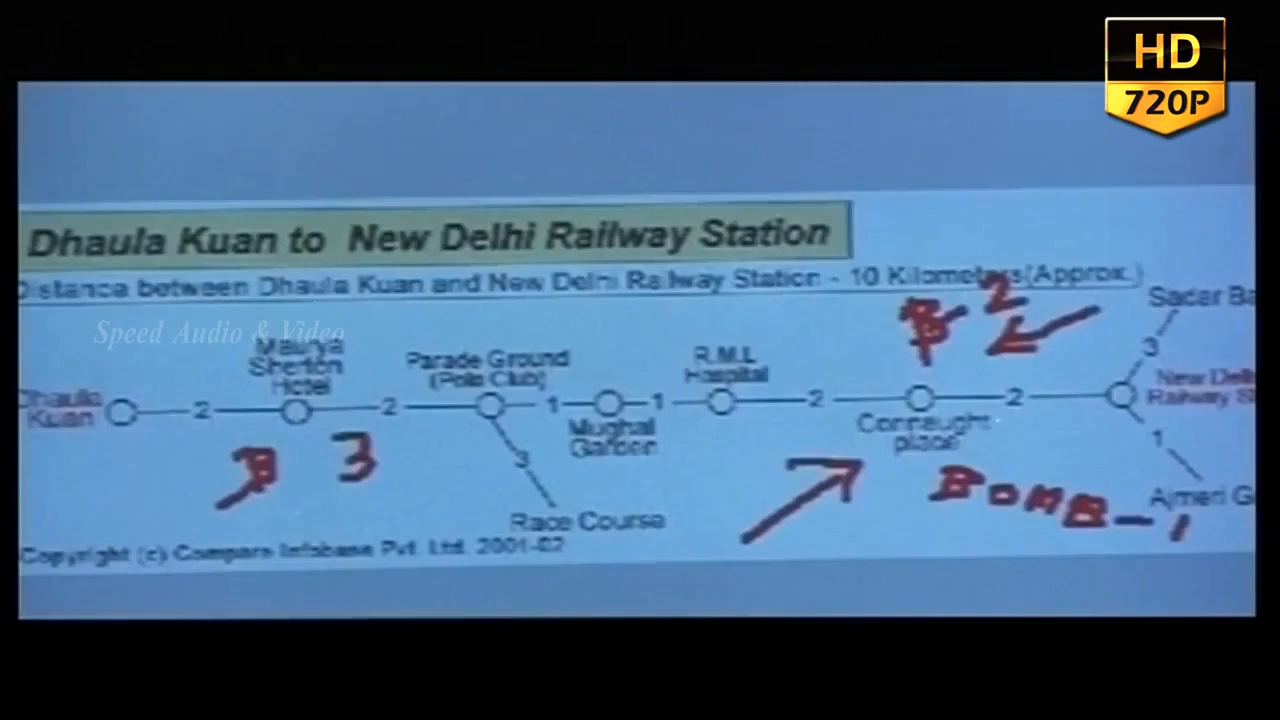 HD
720P
Dhaula Kuan to New Delhi Railway Station
Distance between Dhaula Kuan and New Delhi Railway Station - 10 Kilometers(Approx.)
Speed Audio & Video
Sadar Ba
Maurya
Sherton
Hotel
Parade Ground
(Polo Club)
R.M.L
Hospital
B-2
3
Dhaula
Kuan
2
2
1
1
2
2
New Delh
Railway St
Mughal
Garden
Connaught
place
1
B 3
3
BOMB-1
Ajmeri G
Race Course
Copyright (c) Compare Infobase Pvt. Ltd. 2001-02